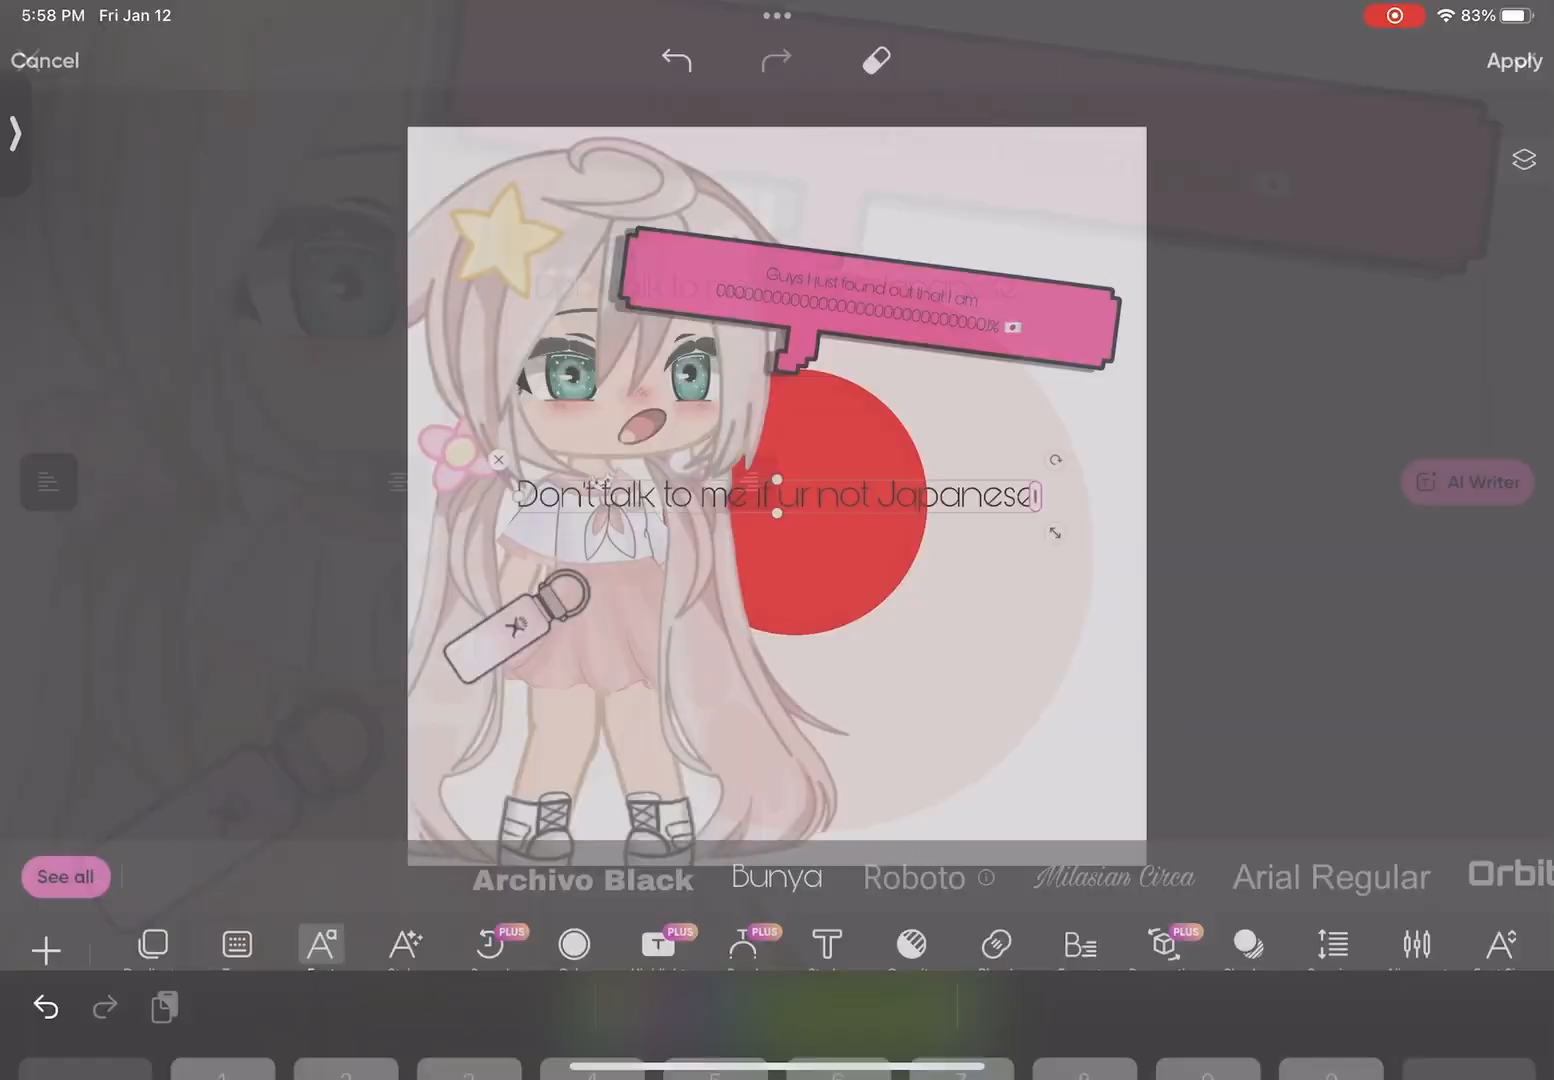 5:58 PM Fri Jan 12
83%
Cancel
Apply
Guys I just found out that I am
Don't talk to me if ur not Japanese
AI Writer
See all
Archivo Black
Bunya
Roboto
Milasian Circa
Arial Regular
Orbit
PLUS
PLUS
PLUS
PLUS